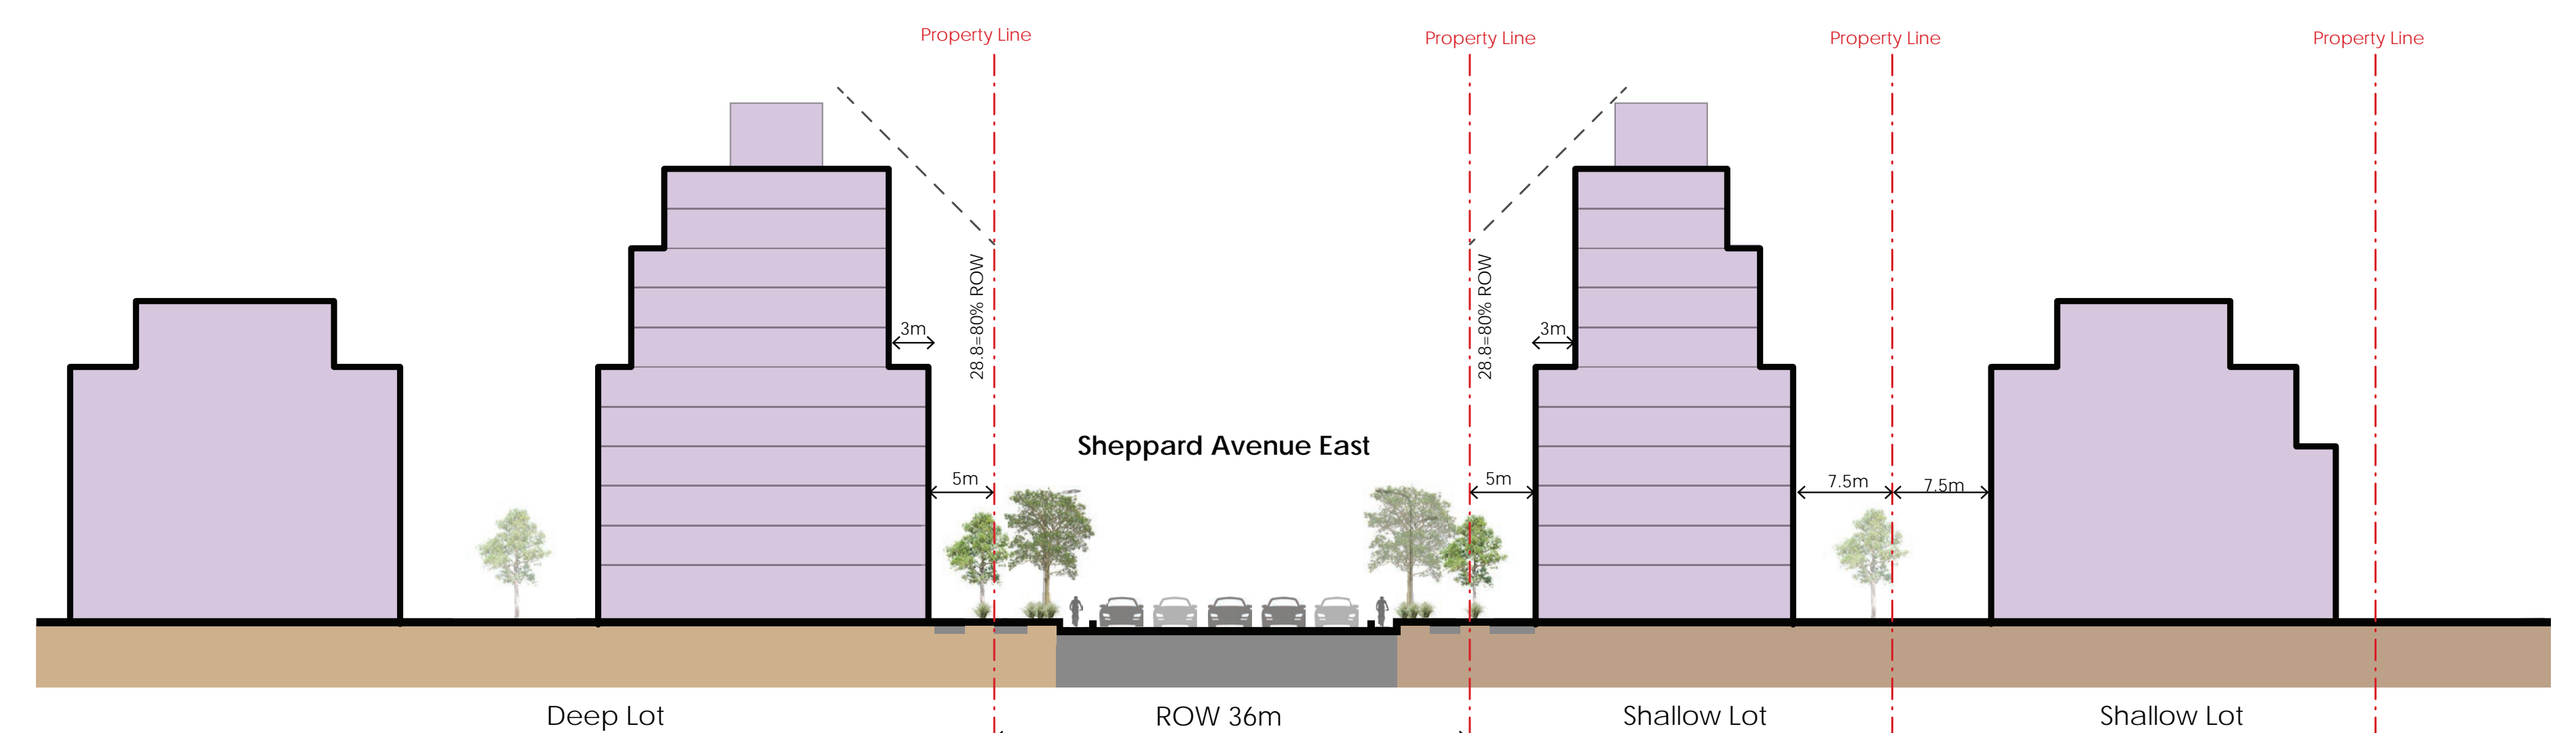 Property Line
Property Line
Property Line
Property Line
28.8=80% ROW
28.8=80% ROW
3m
3m
Sheppard Avenue East
5m
5m
7.5m
7.5m
Deep Lot
ROW 36m
Shallow Lot
Shallow Lot